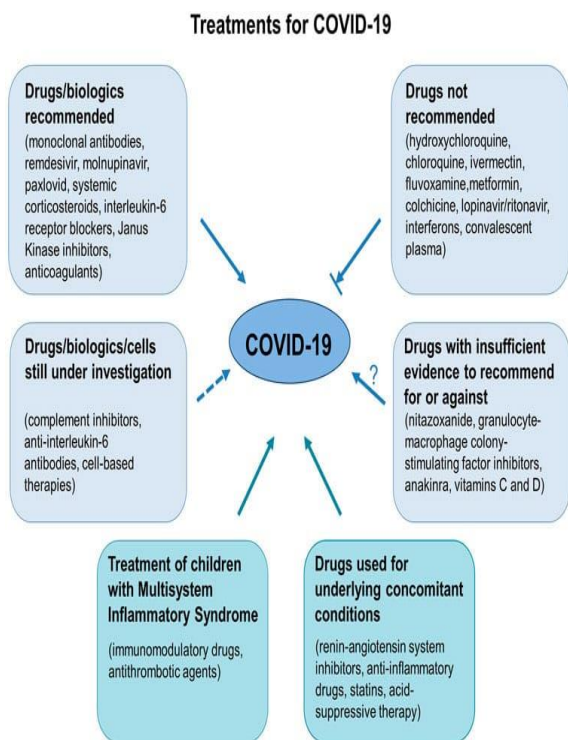 Treatments for COVID-19
Drugs/biologics
recommended
(monoclonal antibodies,
remdesivir, molnupinavir,
paxlovid, systemic
corticosteroids, interleukin-6
receptor blockers, Janus
Kinase inhibitors,
anticoagulants)
Drugs not
recommended
(hydroxychloroquine,
chloroquine, ivermectin,
fluvoxamine,metformin,
colchicine, lopinavir/ritonavir,
interferons, convalescent
plasma)
COVID-19
Drugs/biologics/cells
still under investigation
(complement inhibitors,
anti-interleukin-6
antibodies, cell-based
therapies)
?
Drugs with insufficient
evidence to recommend
for or against
(nitazoxanide, granulocyte-
macrophage colony-
stimulating factor inhibitors,
anakinra, vitamins C and D)
Treatment of children
with Multisystem
Inflammatory Syndrome
(immunomodulatory drugs,
antithrombotic agents)
Drugs used for
underlying concomitant
conditions
(renin-angiotensin system
inhibitors, anti-inflammatory
drugs, statins, acid-
suppressive therapy)